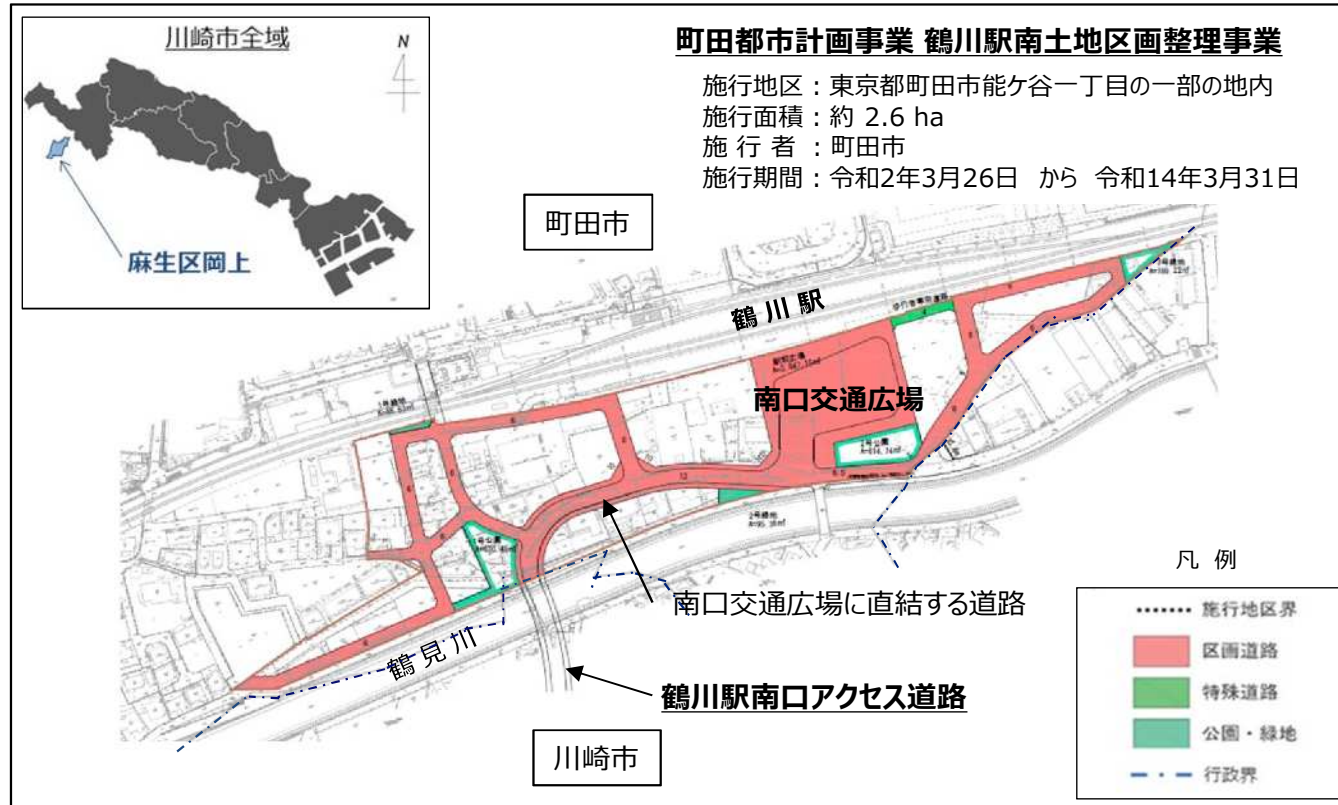 川崎市全域
N
麻生区岡上
町田都市計画事業 鶴川駅南土地区画整理事業
施行地区：東京都町田市能ケ谷一丁目の一部の地内
施行面積：約 2.6 ha
施 行 者 ：町田市
施行期間：令和2年3月26日 から 令和14年3月31日
町田市
鶴川駅
南口交通広場
南口交通広場に直結する道路
鶴見川
鶴川駅南口アクセス道路
川崎市
凡 例
施行地区界
区画道路
特殊道路
公園・緑地
行政界